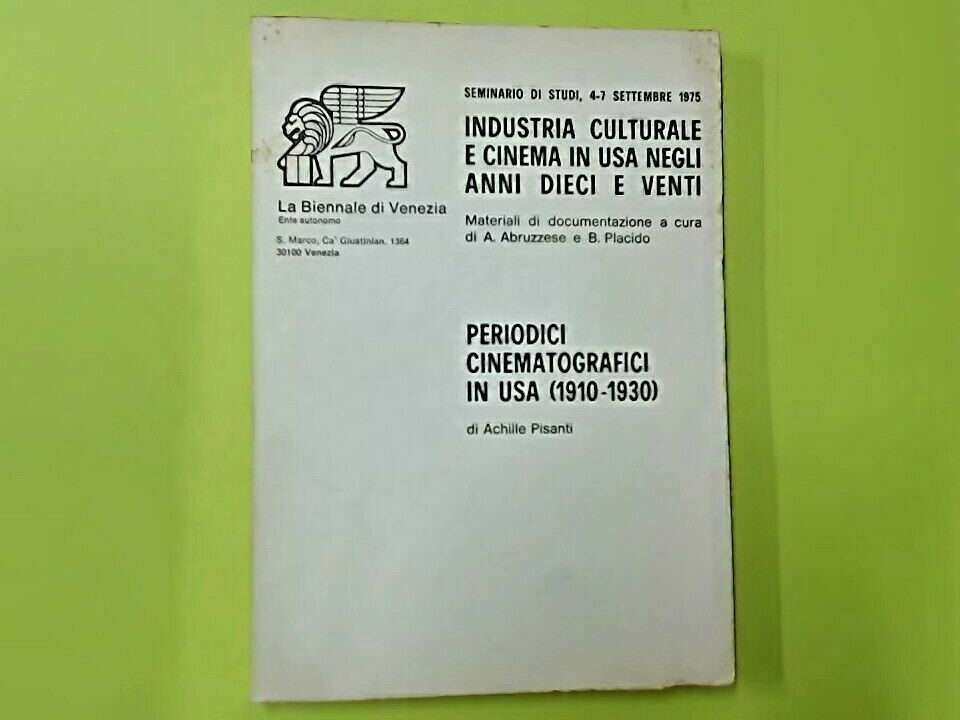 La Biennale di Venezia
Ente autonomo
S. Marco, Ca' Giustinian, 1364
30100 Venezia
SEMINARIO DI STUDI, 4-7 SETTEMBRE 1975
INDUSTRIA CULTURALE
E CINEMA IN USA NEGLI
ANNI DIECI E VENTI
Materiali di documentazione a cura
di A. Abruzzese e B. Placido
PERIODICI
CINEMATOGRAFICI
IN USA (1910-1930)
di Achille Pisanti